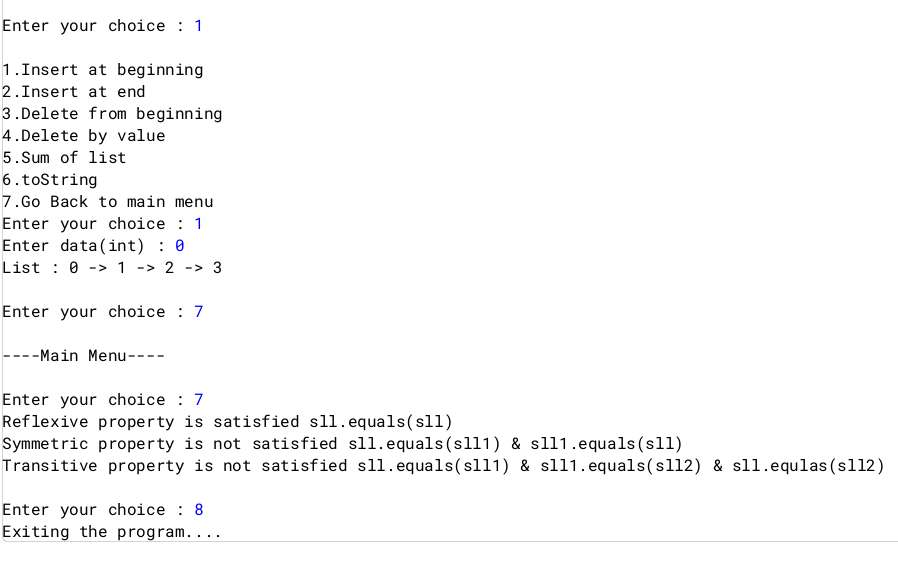 Enter your choice : 1
1.Insert at beginning
2.Insert at end
3.Delete from beginning
4.Delete by value
5.Sum of list
6.toString
7.Go Back to main menu
Enter your choice : 1
Enter data(int) : 0
List : 0 -> 1 -> 2 -> 3
Enter your choice : 7
----Main Menu----
Enter your choice : 7
Reflexive property is satisfied sll.equals(sll)
Symmetric property is not satisfied sll.equals(sll1) & sll1.equals(sll)
Transitive property is not satisfied sll.equals(sll1) & sll1.equals(sll2) & sll.equlas(sll2)
Enter your choice : 8
Exiting the program....